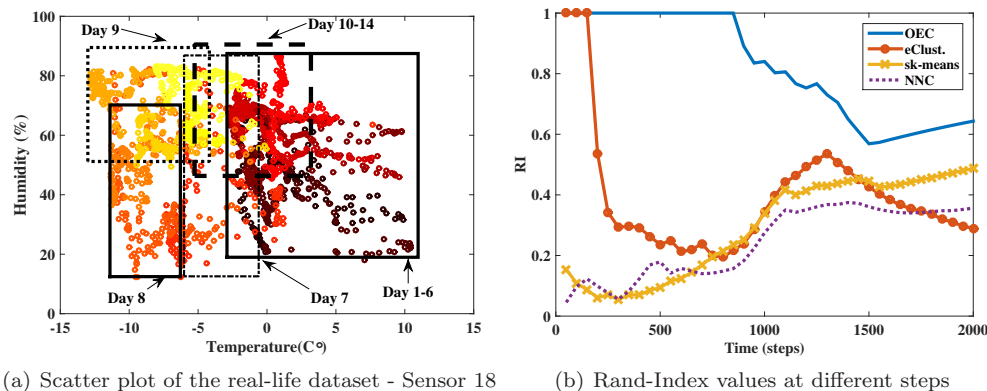 Day 9
Day 10-14
100
80
60
40
20
0
Humidity (%)
Day 8
Day 7
Day 1-6
-15
-10
-5
0
5
10
15
Temperature(C°)
(a) Scatter plot of the real-life dataset - Sensor 18
1
0.8
0.6
0.4
0.2
0
RI
OEC
eClust.
sk-means
NNC
0
500
1000
1500
2000
Time (steps)
(b) Rand-Index values at different steps